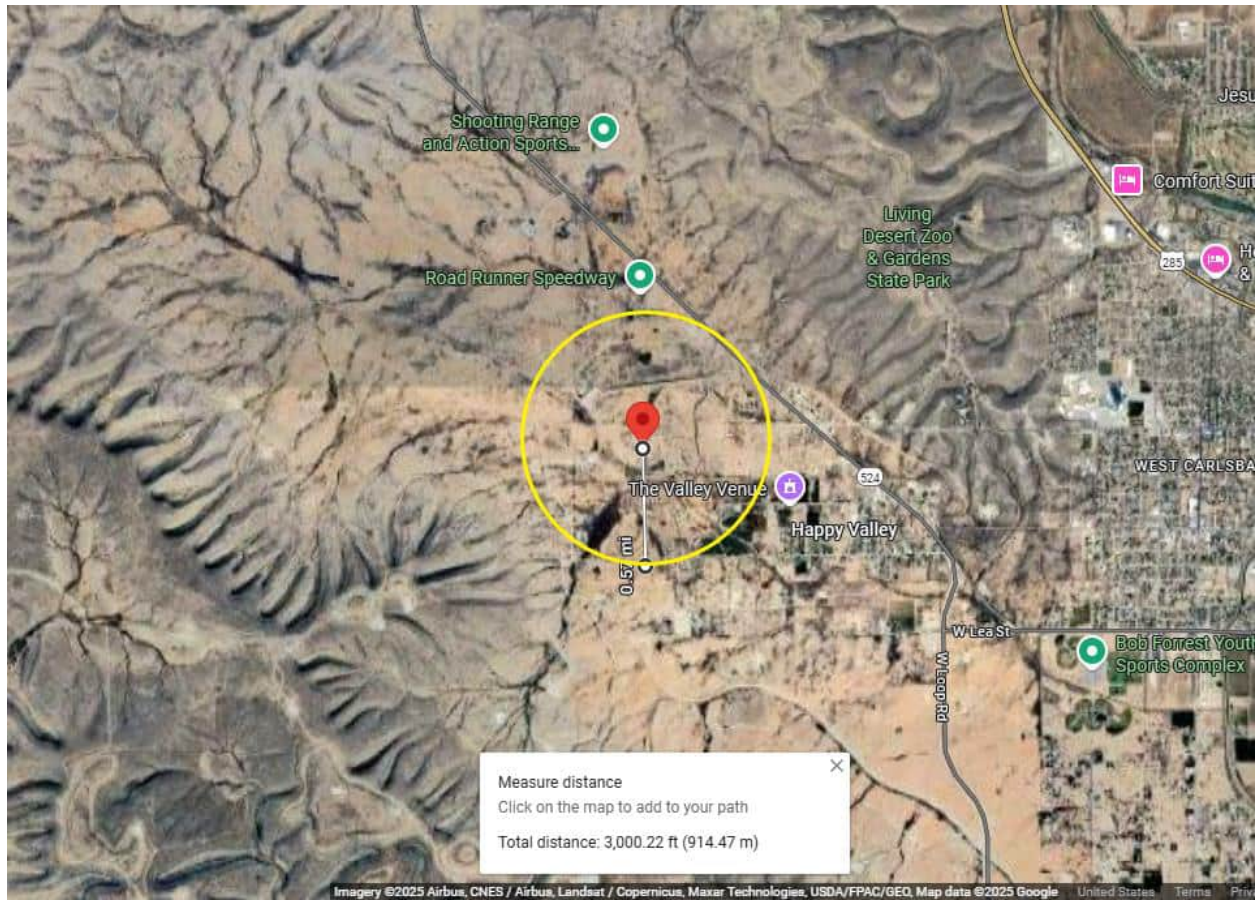 Jesu
Shooting Range
and Action Sports...
Comfort Suit
Living
Desert Zoo
& Gardens
State Park
Road Runner Speedway
285
H
&
524
WEST CARLSBA
The Valley Venue
Happy Valley
0.57 mi
W Lea St
Bob Forrest Yout
Sports Complex
W Loop Rd
Measure distance
Click on the map to add to your path
Total distance: 3,000.22 ft (914.47 m)
Imagery ©2025 Airbus, CNES / Airbus, Landsat / Copernicus, Maxar Technologies, USDA/FPAC/GEO, Map data ©2025 Google United States Terms Priv